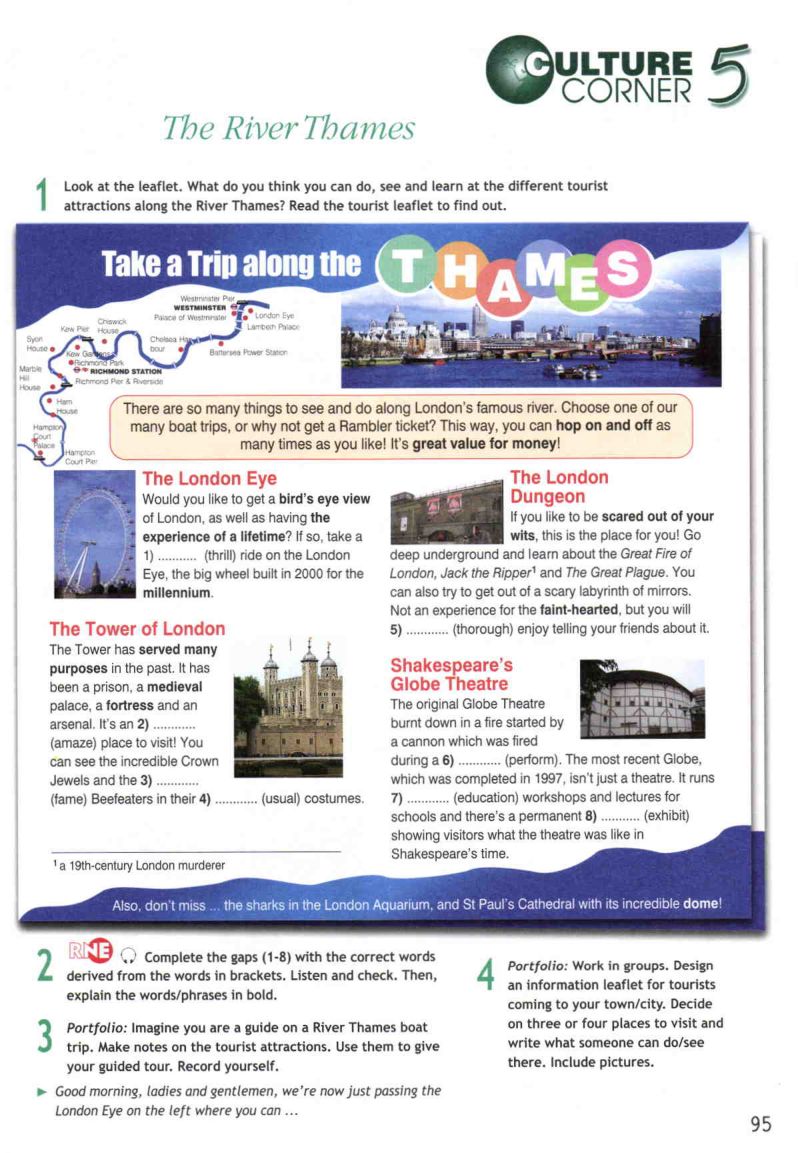 CULTURE
CORNER 5
The River Thames
1 Look at the leaflet. What do you think you can do, see and learn at the different tourist
attractions along the River Thames? Read the tourist leaflet to find out.
Take a Trip along the THAMES
Westminster Pier
WESTMINSTER
Palace of Westminster
London Eye
Lambeth Palace
Chiswick
House
Kew Pier
Syon
House
Chelsea Har
bour
Battersea Power Station
Kew Gardens
Richmond Park
RICHMOND STATION
Richmond Pier & Riverside
Marble
Hill
House
Ham
House
Hampton
Court
Palace
Hampton
Court Pier
There are so many things to see and do along London's famous river. Choose one of our
many boat trips, or why not get a Rambler ticket? This way, you can hop on and off as
many times as you like! It's great value for money!
The London Eye
Would you like to get a bird's eye view
of London, as well as having the
experience of a lifetime? If so, take a
1) ........... (thrill) ride on the London
Eye, the big wheel built in 2000 for the
millennium.
The Tower of London
The Tower has served many
purposes in the past. It has
been a prison, a medieval
palace, a fortress and an
arsenal. It's an 2) ............
(amaze) place to visit! You
can see the incredible Crown
Jewels and the 3) ............
(fame) Beefeaters in their 4) ............ (usual) costumes.
1 a 19th-century London murderer
The London
Dungeon
If you like to be scared out of your
wits, this is the place for you! Go
deep underground and learn about the Great Fire of
London, Jack the Ripper1 and The Great Plague. You
can also try to get out of a scary labyrinth of mirrors.
Not an experience for the faint-hearted, but you will
5) ............ (thorough) enjoy telling your friends about it.
Shakespeare's
Globe Theatre
The original Globe Theatre
burnt down in a fire started by
a cannon which was fired
during a 6) ............ (perform). The most recent Globe,
which was completed in 1997, isn't just a theatre. It runs
7) ............ (education) workshops and lectures for
schools and there's a permanent 8) ........... (exhibit)
showing visitors what the theatre was like in
Shakespeare's time.
Also, don't miss ... the sharks in the London Aquarium, and St Paul's Cathedral with its incredible dome!
2 RNE Complete the gaps (1-8) with the correct words
derived from the words in brackets. Listen and check. Then,
explain the words/phrases in bold.
3 Portfolio: Imagine you are a guide on a River Thames boat
trip. Make notes on the tourist attractions. Use them to give
your guided tour. Record yourself.
Good morning, ladies and gentlemen, we're now just passing the
London Eye on the left where you can ...
4 Portfolio: Work in groups. Design
an information leaflet for tourists
coming to your town/city. Decide
on three or four places to visit and
write what someone can do/see
there. Include pictures.
95